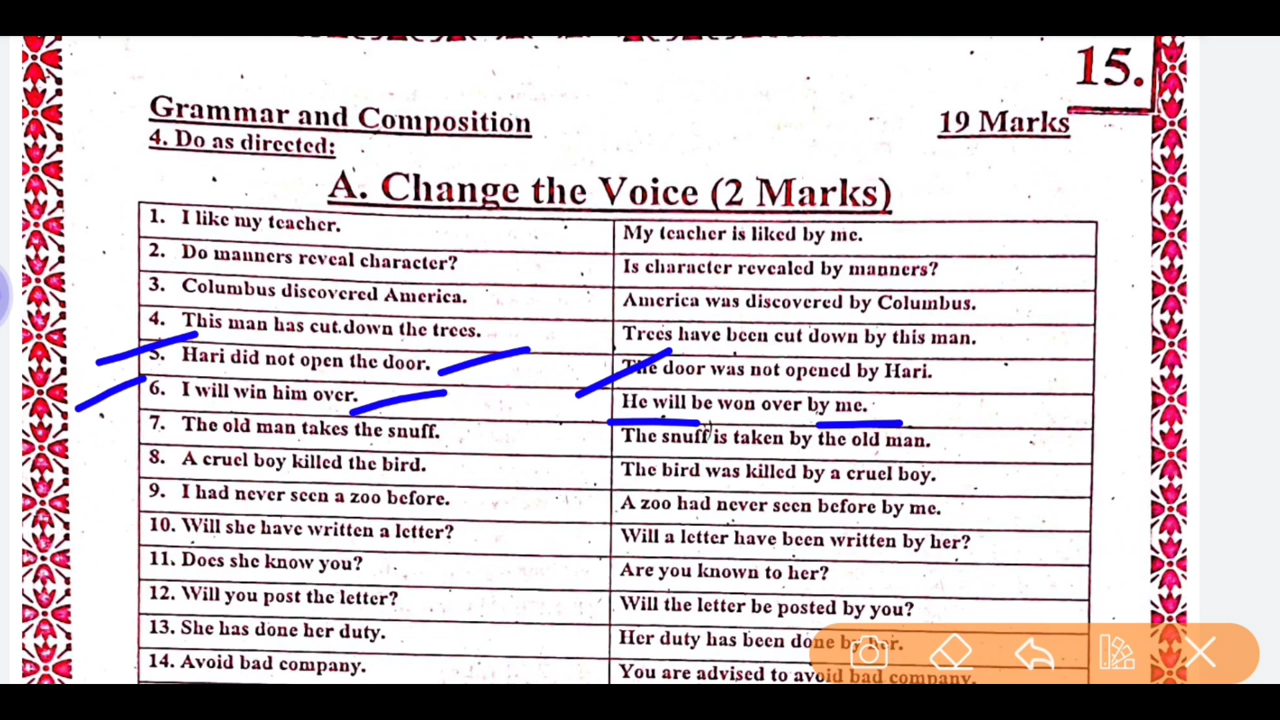 15.
Grammar and Composition 19 Marks
4. Do as directed:
A. Change the Voice (2 Marks)
1. I like my teacher. My teacher is liked by me.
2. Do manners reveal character? Is character revealed by manners?
3. Columbus discovered America. America was discovered by Columbus.
4. This man has cut down the trees. Trees have been cut down by this man.
5. Hari did not open the door. The door was not opened by Hari.
6. I will win him over. He will be won over by me.
7. The old man takes the snuff. The snuff is taken by the old man.
8. A cruel boy killed the bird. The bird was killed by a cruel boy.
9. I had never seen a zoo before. A zoo had never seen before by me.
10. Will she have written a letter? Will a letter have been written by her?
11. Does she know you? Are you known to her?
12. Will you post the letter? Will the letter be posted by you?
13. She has done her duty. Her duty has been done by her.
14. Avoid bad company. You are advised to avoid bad company.